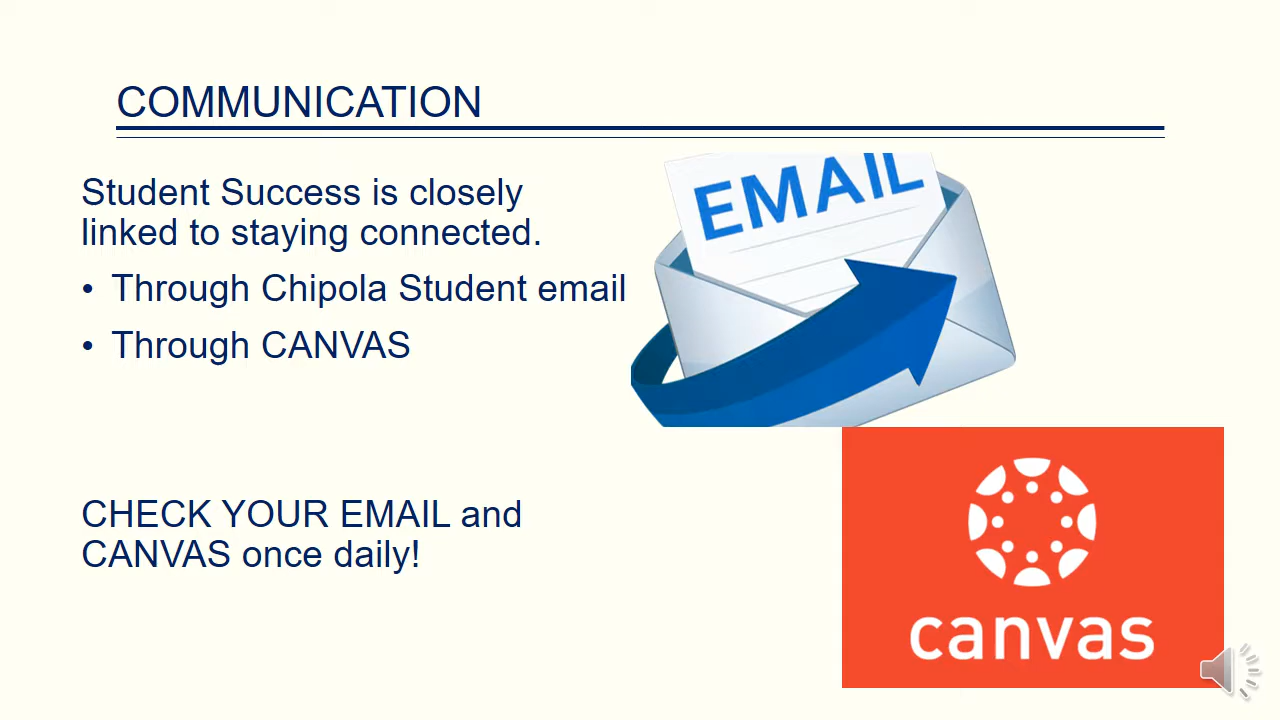 COMMUNICATION
Student Success is closely
linked to staying connected.
• Through Chipola Student email
• Through CANVAS
CHECK YOUR EMAIL and
CANVAS once daily!
EMAIL
canvas